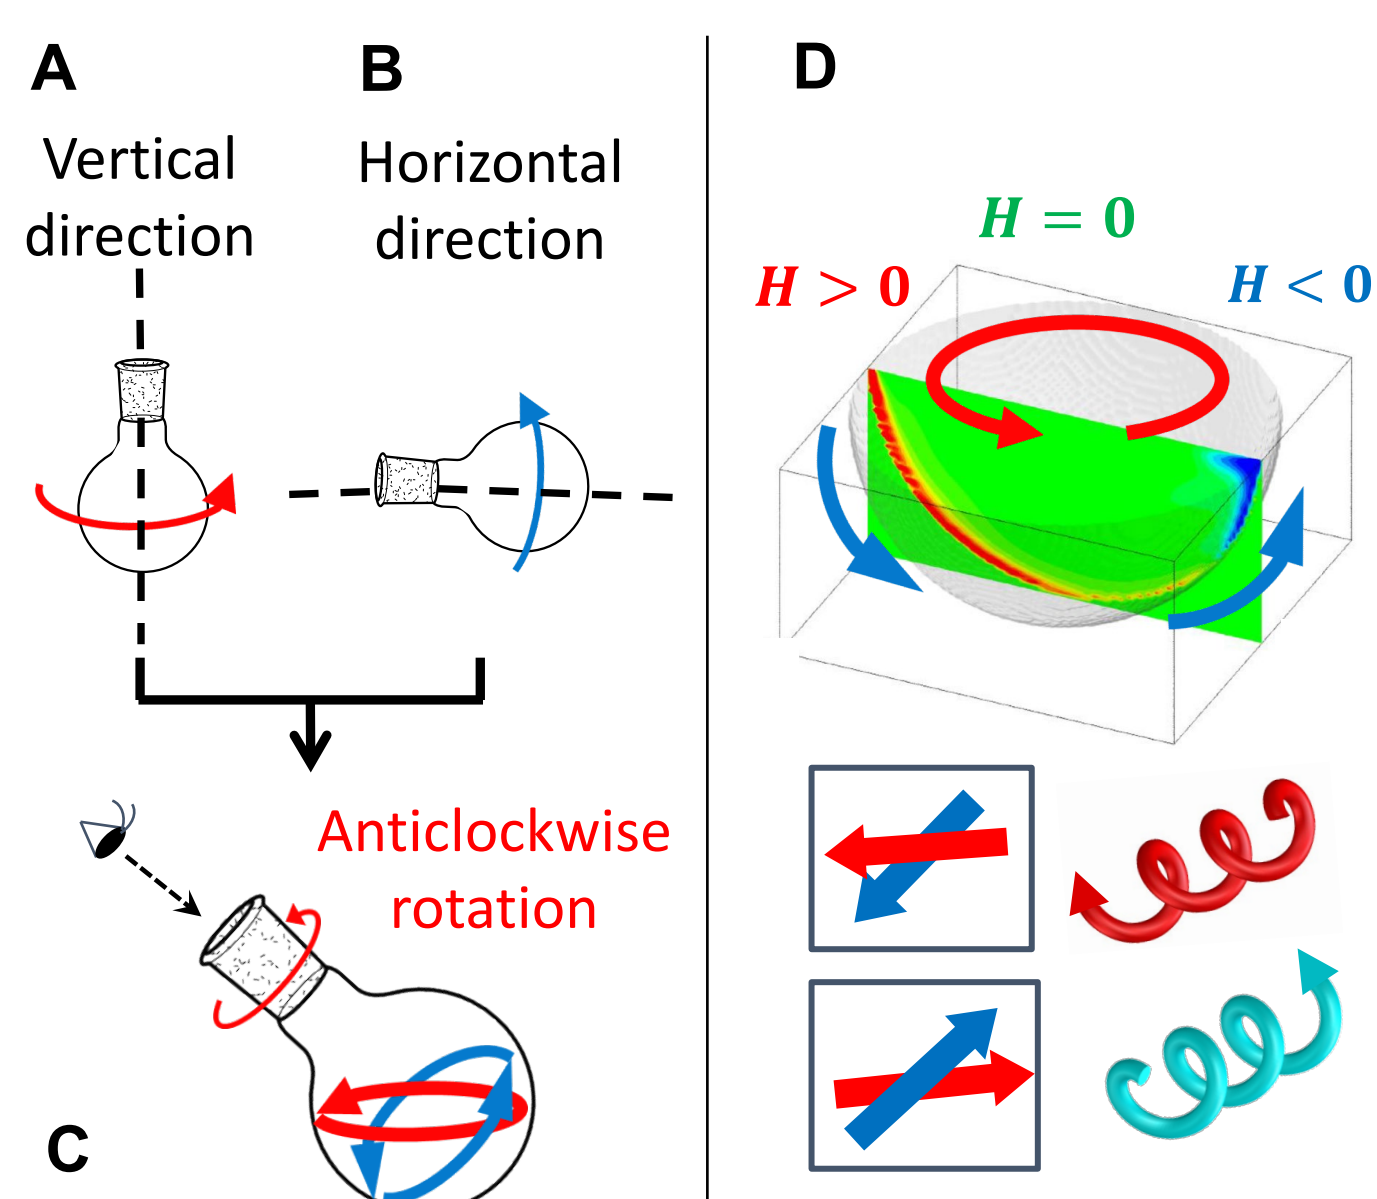 A
B
D
Vertical
direction
Horizontal
direction
H = 0
H > 0
H < 0
Anticlockwise
rotation
C